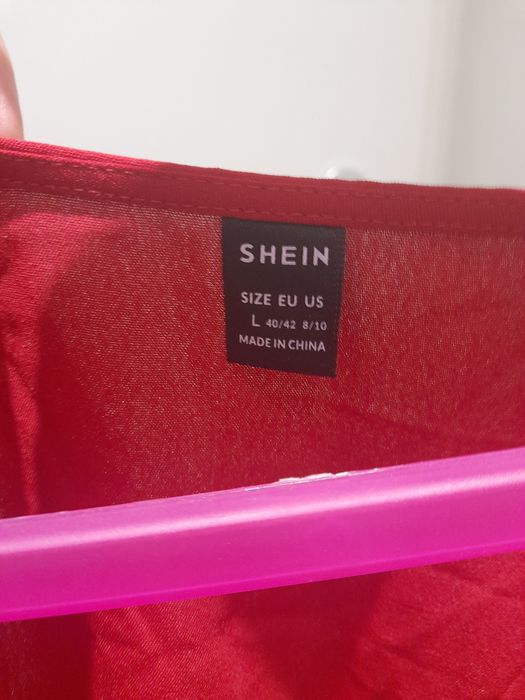 SHEIN
SIZE EU US
L 40/42 8/10
MADE IN CHINA